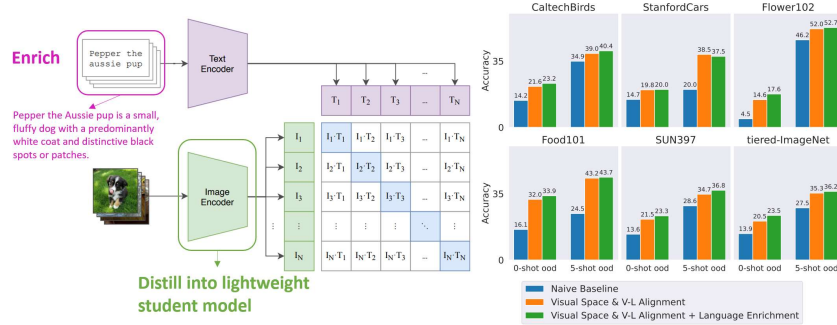 Enrich
Pepper the
aussie pup
Pepper the Aussie pup is a small,
fluffy dog with a predominantly
white coat and distinctive black
spots or patches.
Text
Encoder
T1 T2 T3 ... TN
I1 I1·T1 I1·T2 I1·T3 ... I1·TN
I2 I2·T1 I2·T2 I2·T3 ... I2·TN
Image
Encoder
I3 I3·T1 I3·T2 I3·T3 ... I3·TN
⋮ ⋮ ⋮ ⋮ ⋱ ⋮
IN IN·T1 IN·T2 IN·T3 ... IN·TN
Distill into lightweight
student model
CaltechBirds
Accuracy
35
0
14.2 21.6 23.2 34.9 39.0 40.4
StanfordCars
14.7 19.8 20.0 20.0 38.5 37.5
Flower102
4.5 14.6 17.6 46.2 52.0 52.7
Food101
Accuracy
35
0
16.1 32.0 33.9 24.5 43.2 43.7
0-shot ood 5-shot ood
SUN397
13.6 21.5 23.3 28.6 34.7 36.8
0-shot ood 5-shot ood
tiered-ImageNet
13.9 20.5 23.5 27.5 35.3 36.2
0-shot ood 5-shot ood
Naive Baseline
Visual Space & V-L Alignment
Visual Space & V-L Alignment + Language Enrichment